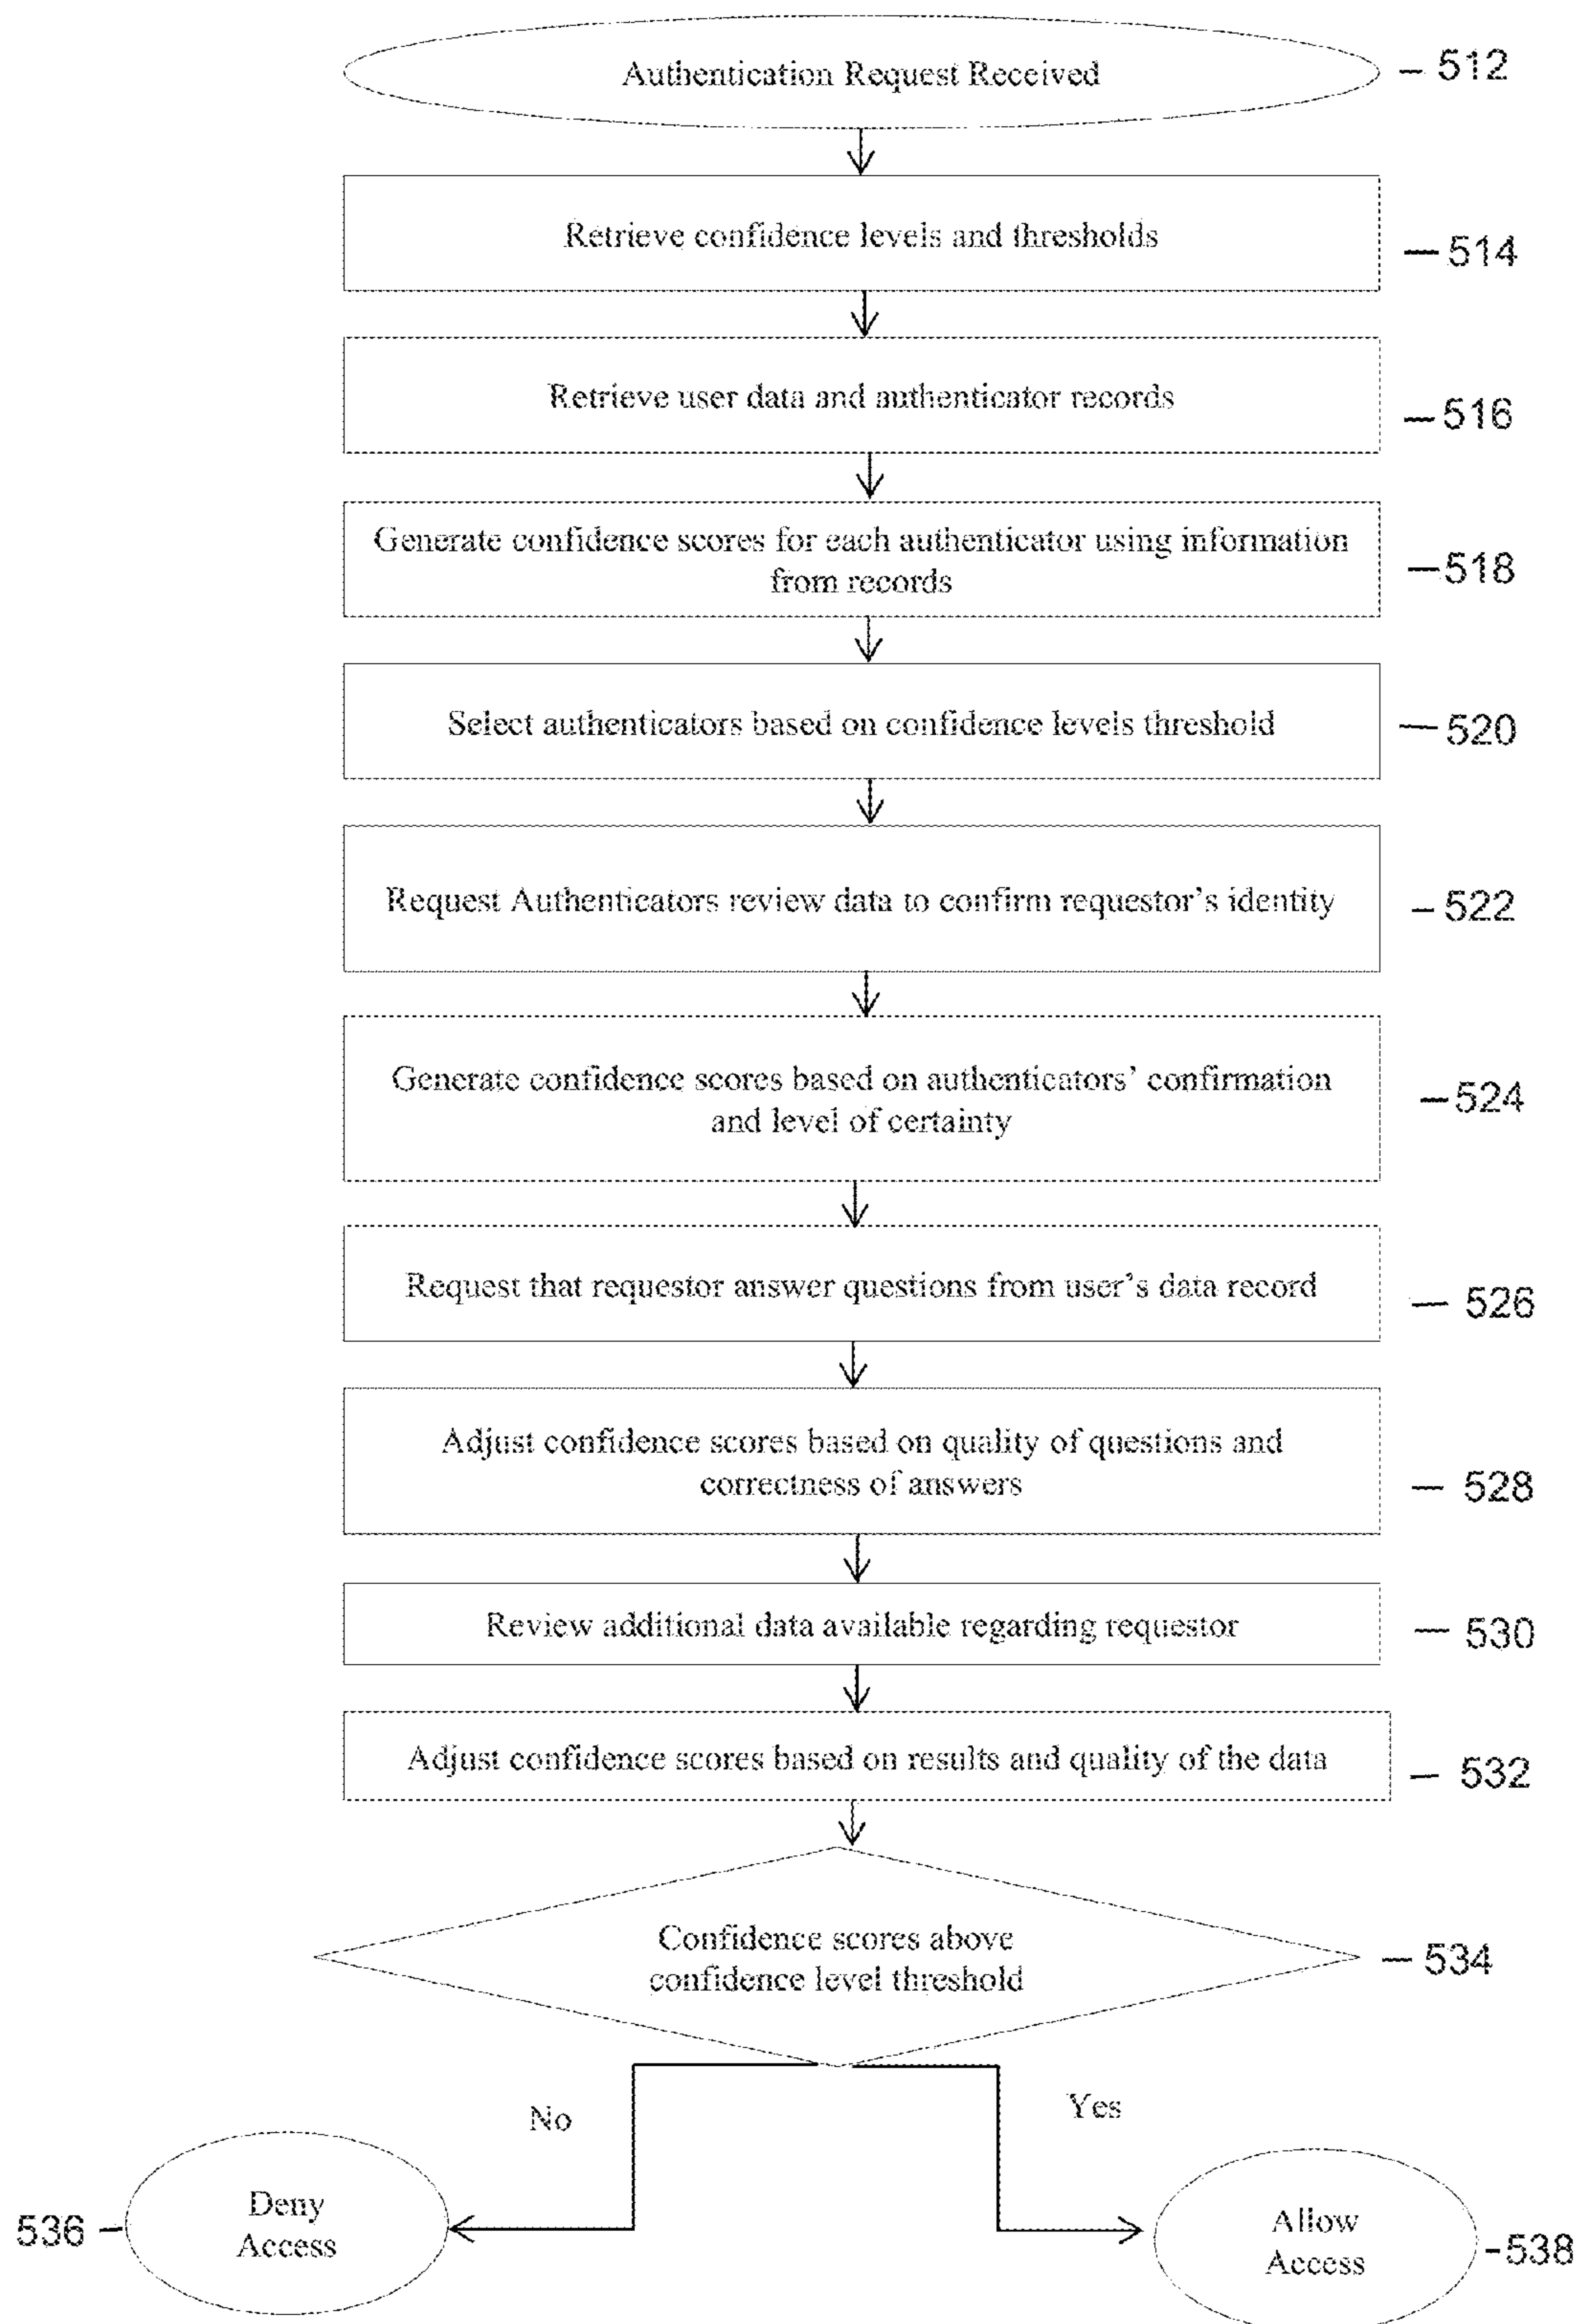 Authentication Request Received
512
Retrieve confidence levels and thresholds
514
Retrieve user data and authenticator records
516
Generate confidence scores for each authenticator using information
from records
518
Select authenticators based on confidence levels threshold
520
Request Authenticators review data to confirm requestor's identity
522
Generate confidence scores based on authenticators' confirmation
and level of certainty
524
Request that requestor answer questions from user's data record
526
Adjust confidence scores based on quality of questions and
correctness of answers
528
Review additional data available regarding requestor
530
Adjust confidence scores based on results and quality of the data
532
Confidence scores above
confidence level threshold
534
No
Yes
Deny
Access
536
Allow
Access
538